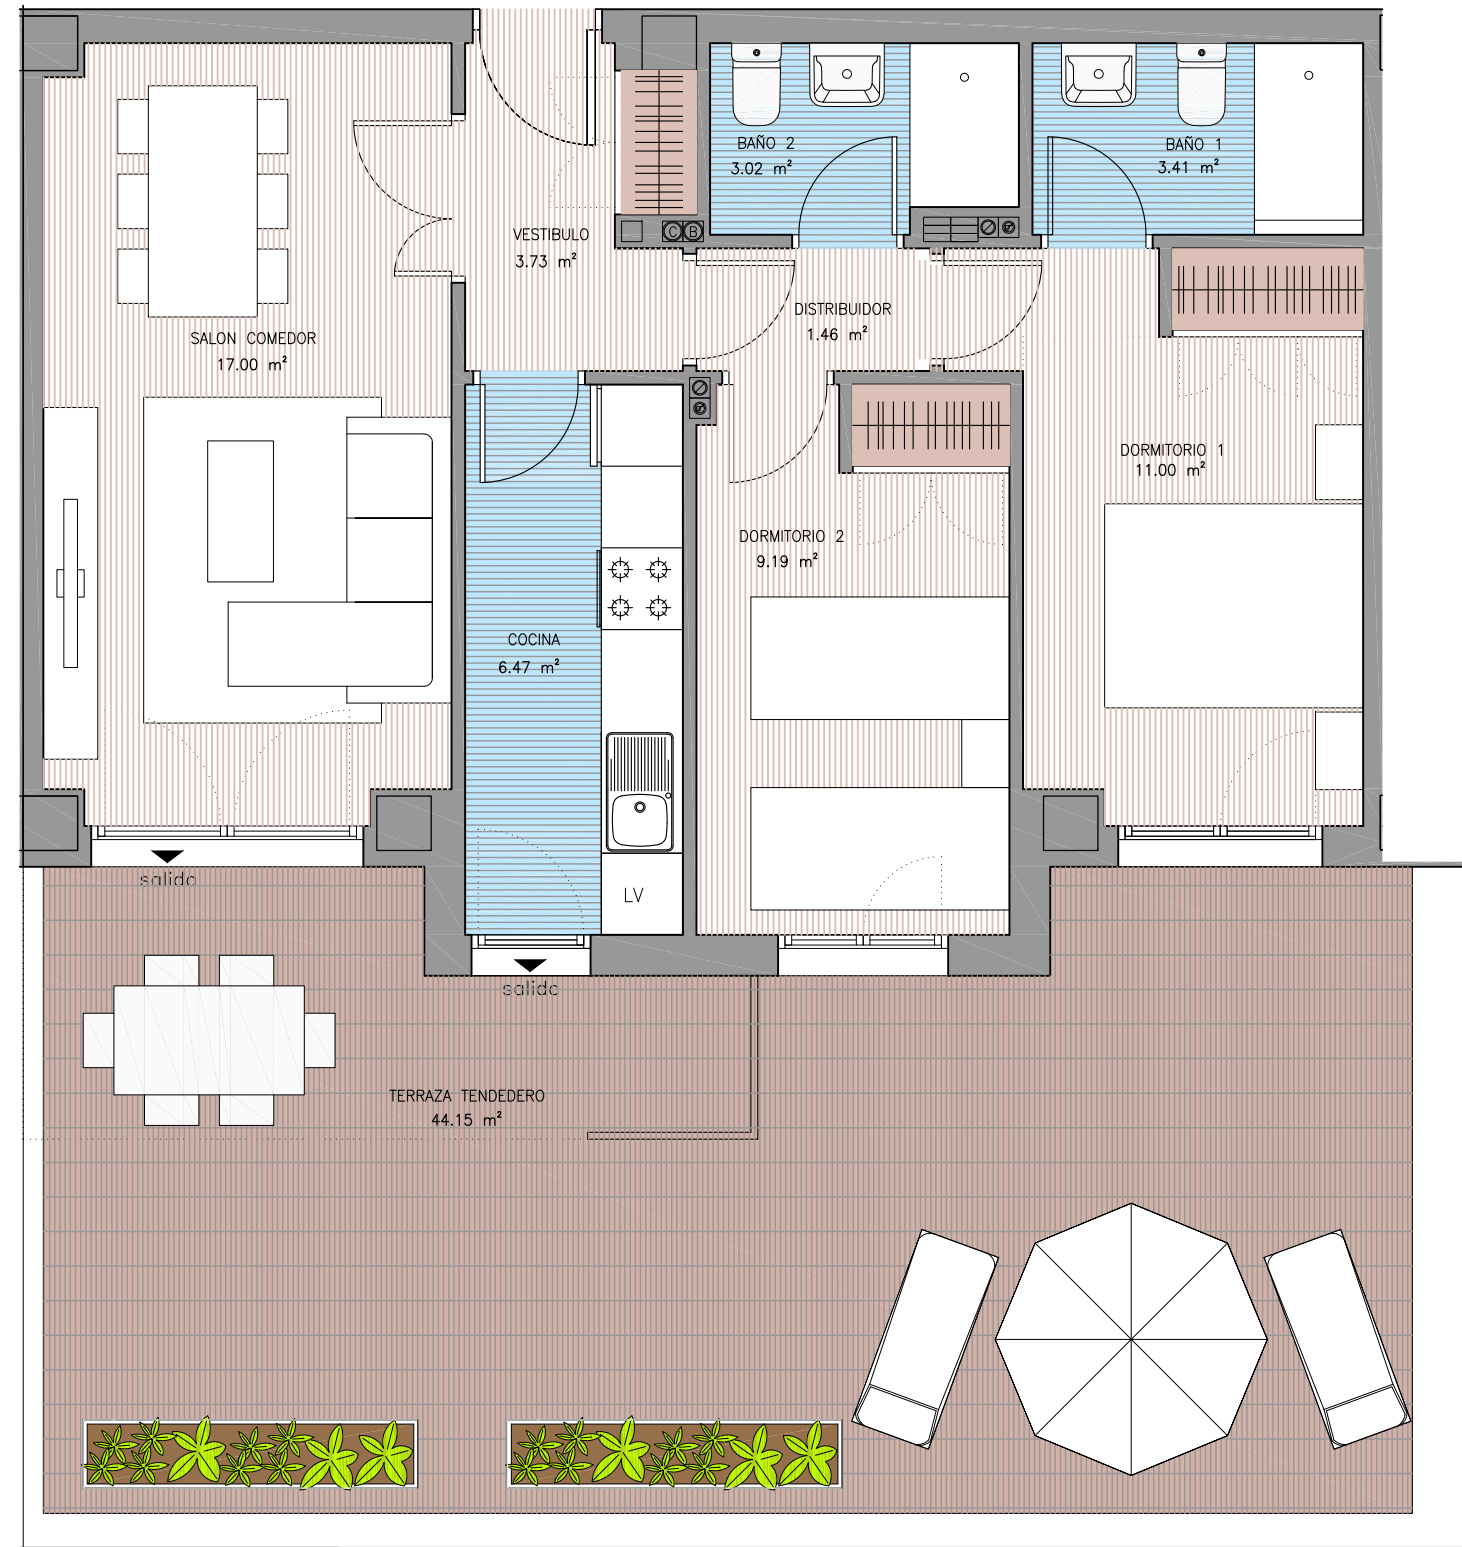 BAÑO 2
3.02 m²
BAÑO 1
3.41 m²
VESTIBULO
3.73 m²
C B
DISTRIBUIDOR
1.46 m²
SALON COMEDOR
17.00 m²
DORMITORIO 1
11.00 m²
DORMITORIO 2
9.19 m²
COCINA
6.47 m²
LV
salida
salida
TERRAZA TENDEDERO
44.15 m²